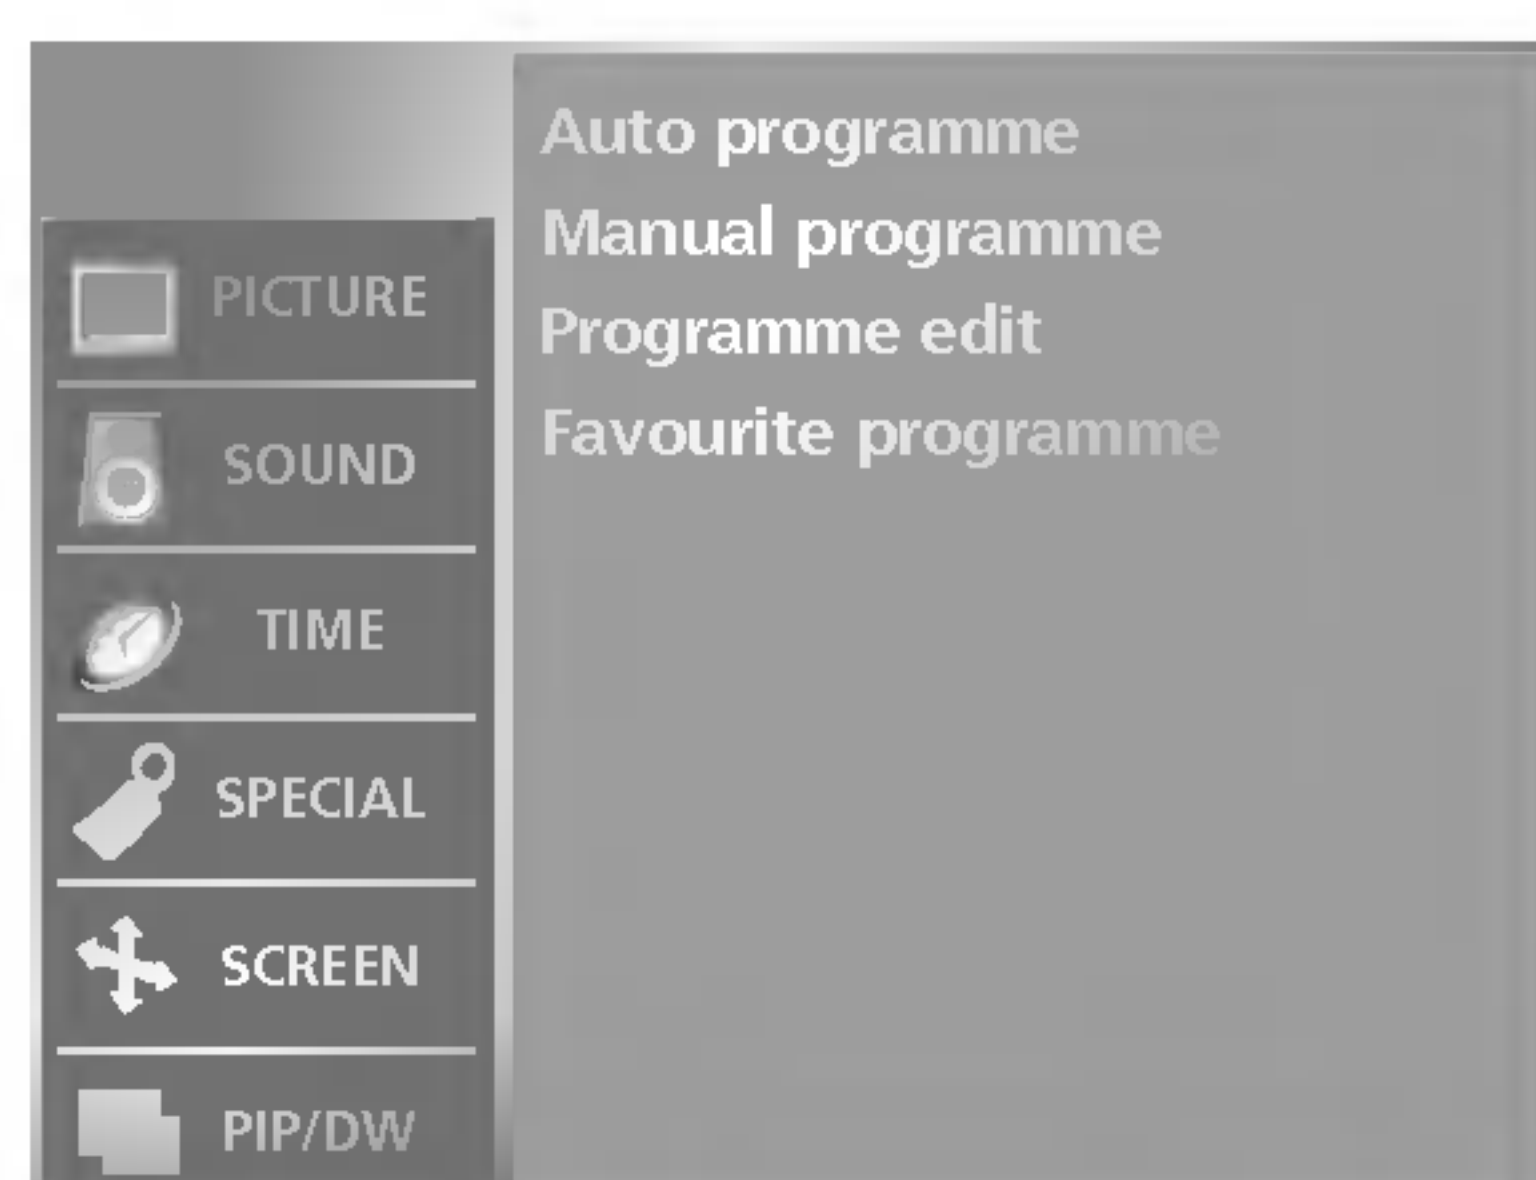 Auto programme
Manual programme
Programme edit
Favourite programme
PICTURE
SOUND
TIME
SPECIAL
SCREEN
PIP/DW